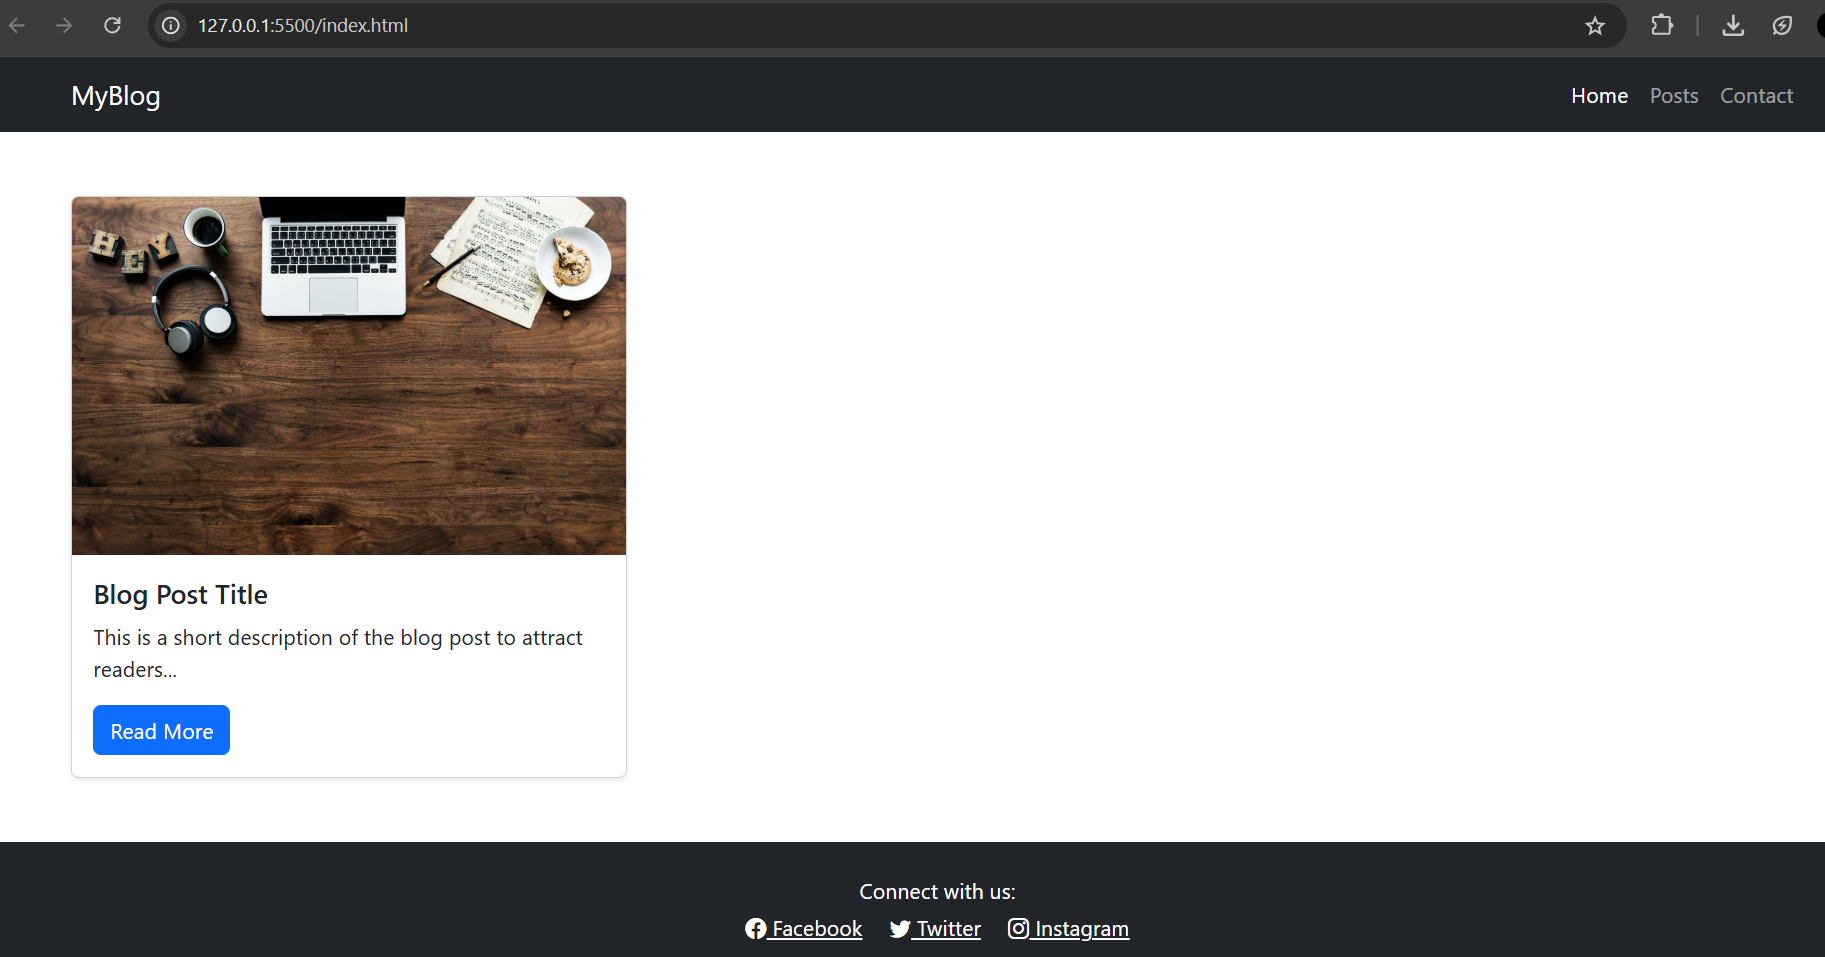 127.0.0.1:5500/index.html
MyBlog
Home Posts Contact
HEY
Blog Post Title
This is a short description of the blog post to attract
readers...
Read More
Connect with us:
Facebook Twitter Instagram